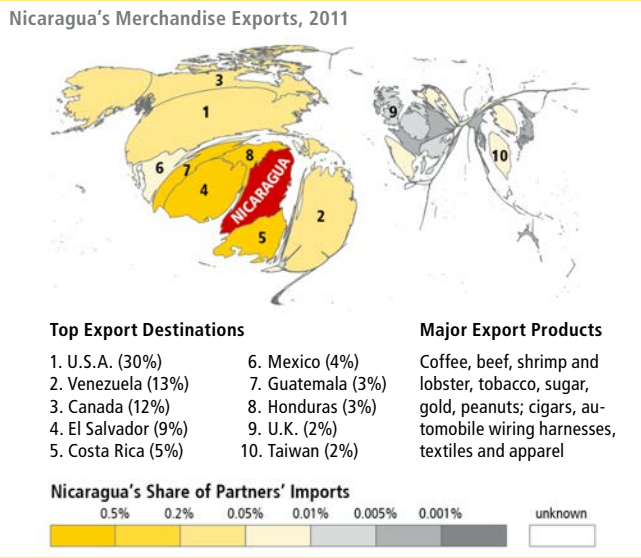 Nicaragua's Merchandise Exports, 2011
3
1
9
6
7
8
10
4
NICARAGUA
2
5
Top Export Destinations
1. U.S.A. (30%)
2. Venezuela (13%)
3. Canada (12%)
4. El Salvador (9%)
5. Costa Rica (5%)
6. Mexico (4%)
7. Guatemala (3%)
8. Honduras (3%)
9. U.K. (2%)
10. Taiwan (2%)
Major Export Products
Coffee, beef, shrimp and
lobster, tobacco, sugar,
gold, peanuts; cigars, au-
tomobile wiring harnesses,
textiles and apparel
Nicaragua's Share of Partners' Imports
0.5% 0.2% 0.05% 0.01% 0.005% 0.001% unknown